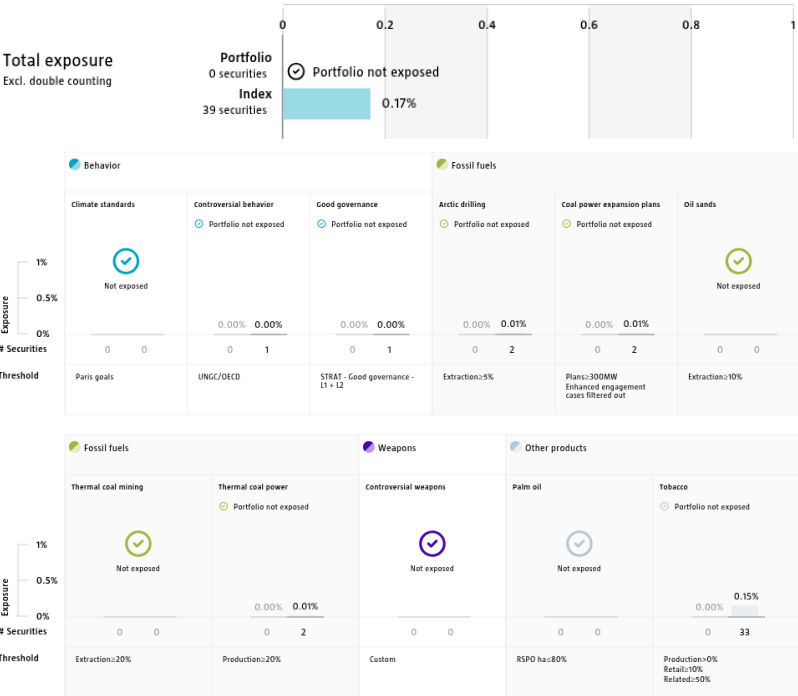 0 0.2 0.4 0.6 0.8 1
Total exposure
Excl. double counting
Portfolio
0 securities
Portfolio not exposed
Index
39 securities
0.17%
Behavior
Fossil fuels
Climate standards
Controversial behavior
Good governance
Arctic drilling
Coal power expansion plans
Oil sands
Portfolio not exposed
Portfolio not exposed
Portfolio not exposed
Portfolio not exposed
Not exposed
Not exposed
Exposure
1%
0.5%
0%
0.00% 0.00%
0.00% 0.00%
0.00% 0.01%
0.00% 0.01%
# Securities
0 0
0 1
0 1
0 2
0 2
0 0
Threshold
Paris goals
UNGC/OECD
STRAT - Good governance -
L1 + L2
Extraction≥5%
Plans≥300MW
Enhanced engagement
cases filtered out
Extraction≥10%
Fossil fuels
Weapons
Other products
Thermal coal mining
Thermal coal power
Controversial weapons
Palm oil
Tobacco
Portfolio not exposed
Portfolio not exposed
Not exposed
Not exposed
Not exposed
Exposure
1%
0.5%
0%
0.00% 0.01%
0.00% 0.15%
# Securities
0 0
0 2
0 0
0 0
0 33
Threshold
Extraction≥20%
Production≥20%
Custom
RSPO ha≤80%
Production>0%
Retail≥10%
Related≥50%